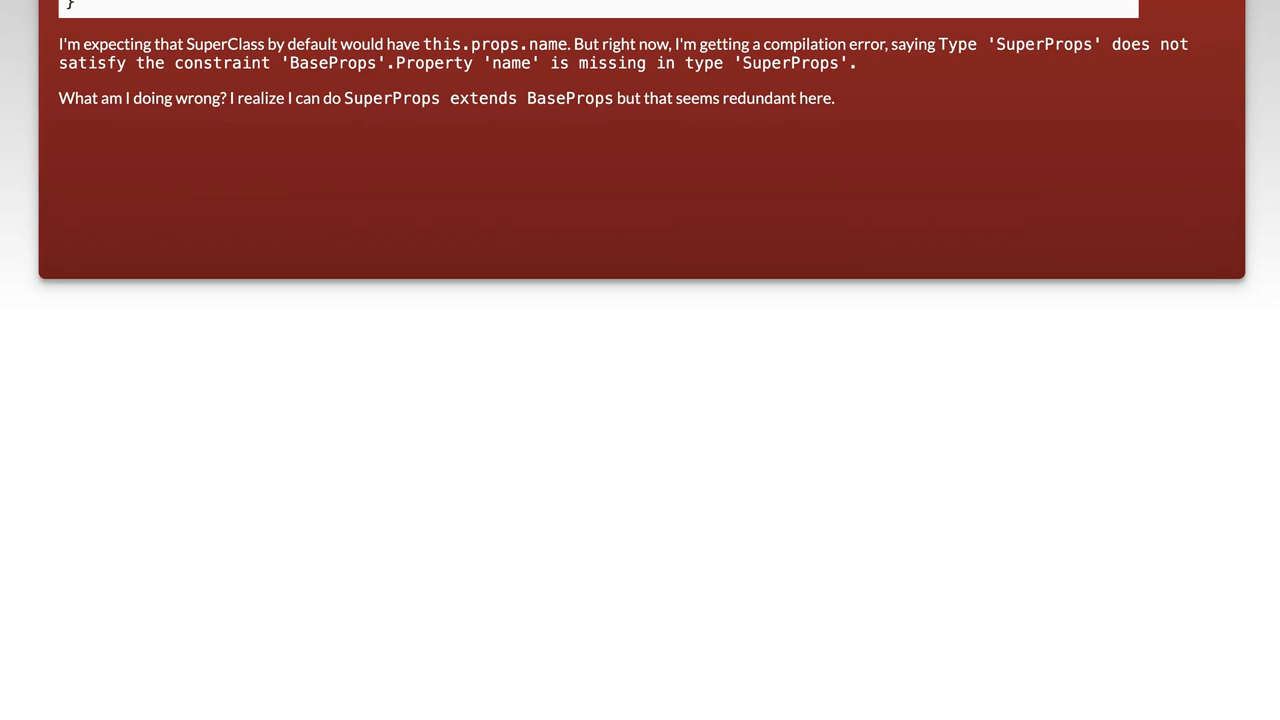 }
I'm expecting that SuperClass by default would have this.props.name. But right now, I'm getting a compilation error, saying Type 'SuperProps' does not
satisfy the constraint 'BaseProps'.Property 'name' is missing in type 'SuperProps'.
What am I doing wrong? I realize I can do SuperProps extends BaseProps but that seems redundant here.